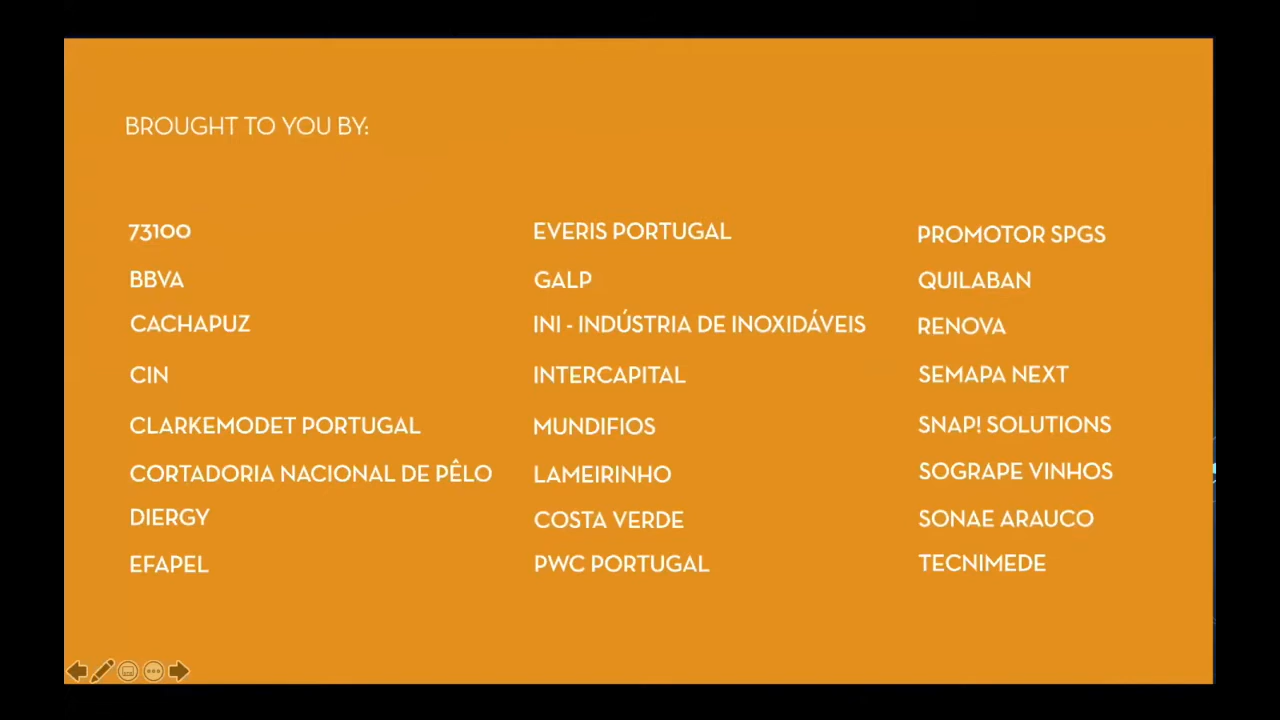 BROUGHT TO YOU BY:
73100
BBVA
CACHAPUZ
CIN
CLARKEMODET PORTUGAL
CORTADORIA NACIONAL DE PÊLO
DIERGY
EFAPEL
EVERIS PORTUGAL
GALP
INI - INDÚSTRIA DE INOXIDÁVEIS
INTERCAPITAL
MUNDIFIOS
LAMEIRINHO
COSTA VERDE
PWC PORTUGAL
PROMOTOR SPGS
QUILABAN
RENOVA
SEMAPA NEXT
SNAP! SOLUTIONS
SOGRAPE VINHOS
SONAE ARAUCO
TECNIMEDE